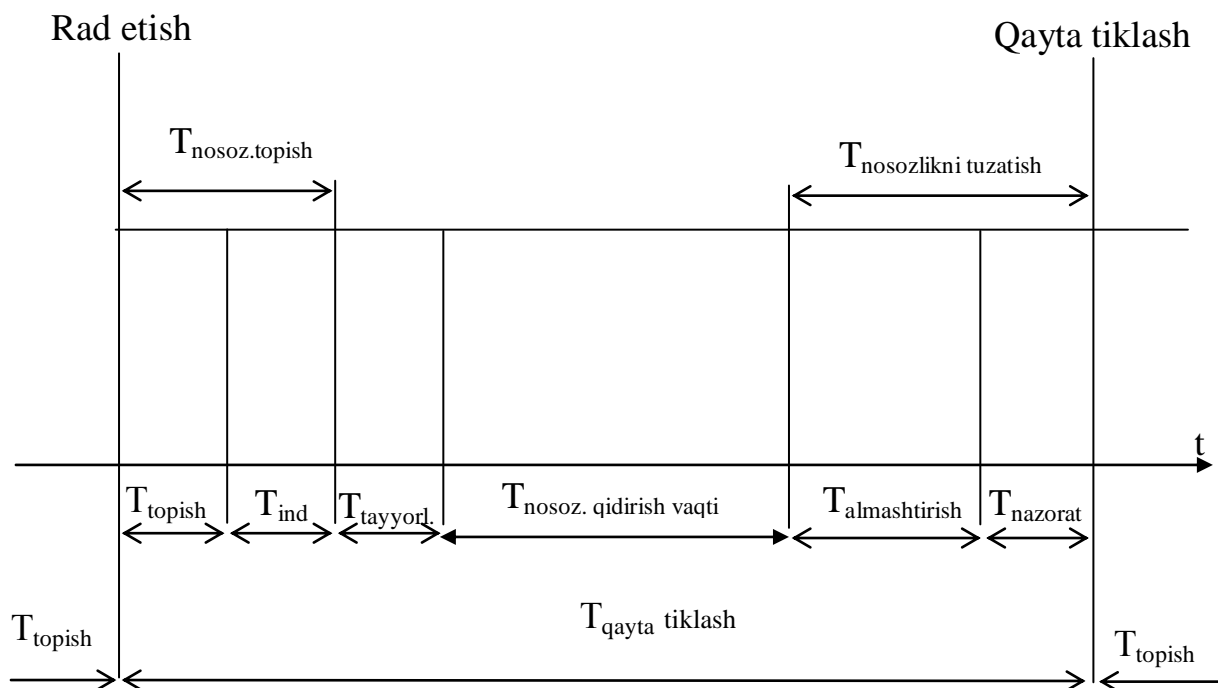 Rad etish
Qayta tiklash
Tnosoz.topish
Tnosozlikni tuzatish
t
Ttopish
Tind
Ttayyorl.
Tnosoz. qidirish vaqti
Talmashtirish
Tnazorat
Ttopish
Tqayta tiklash
Ttopish